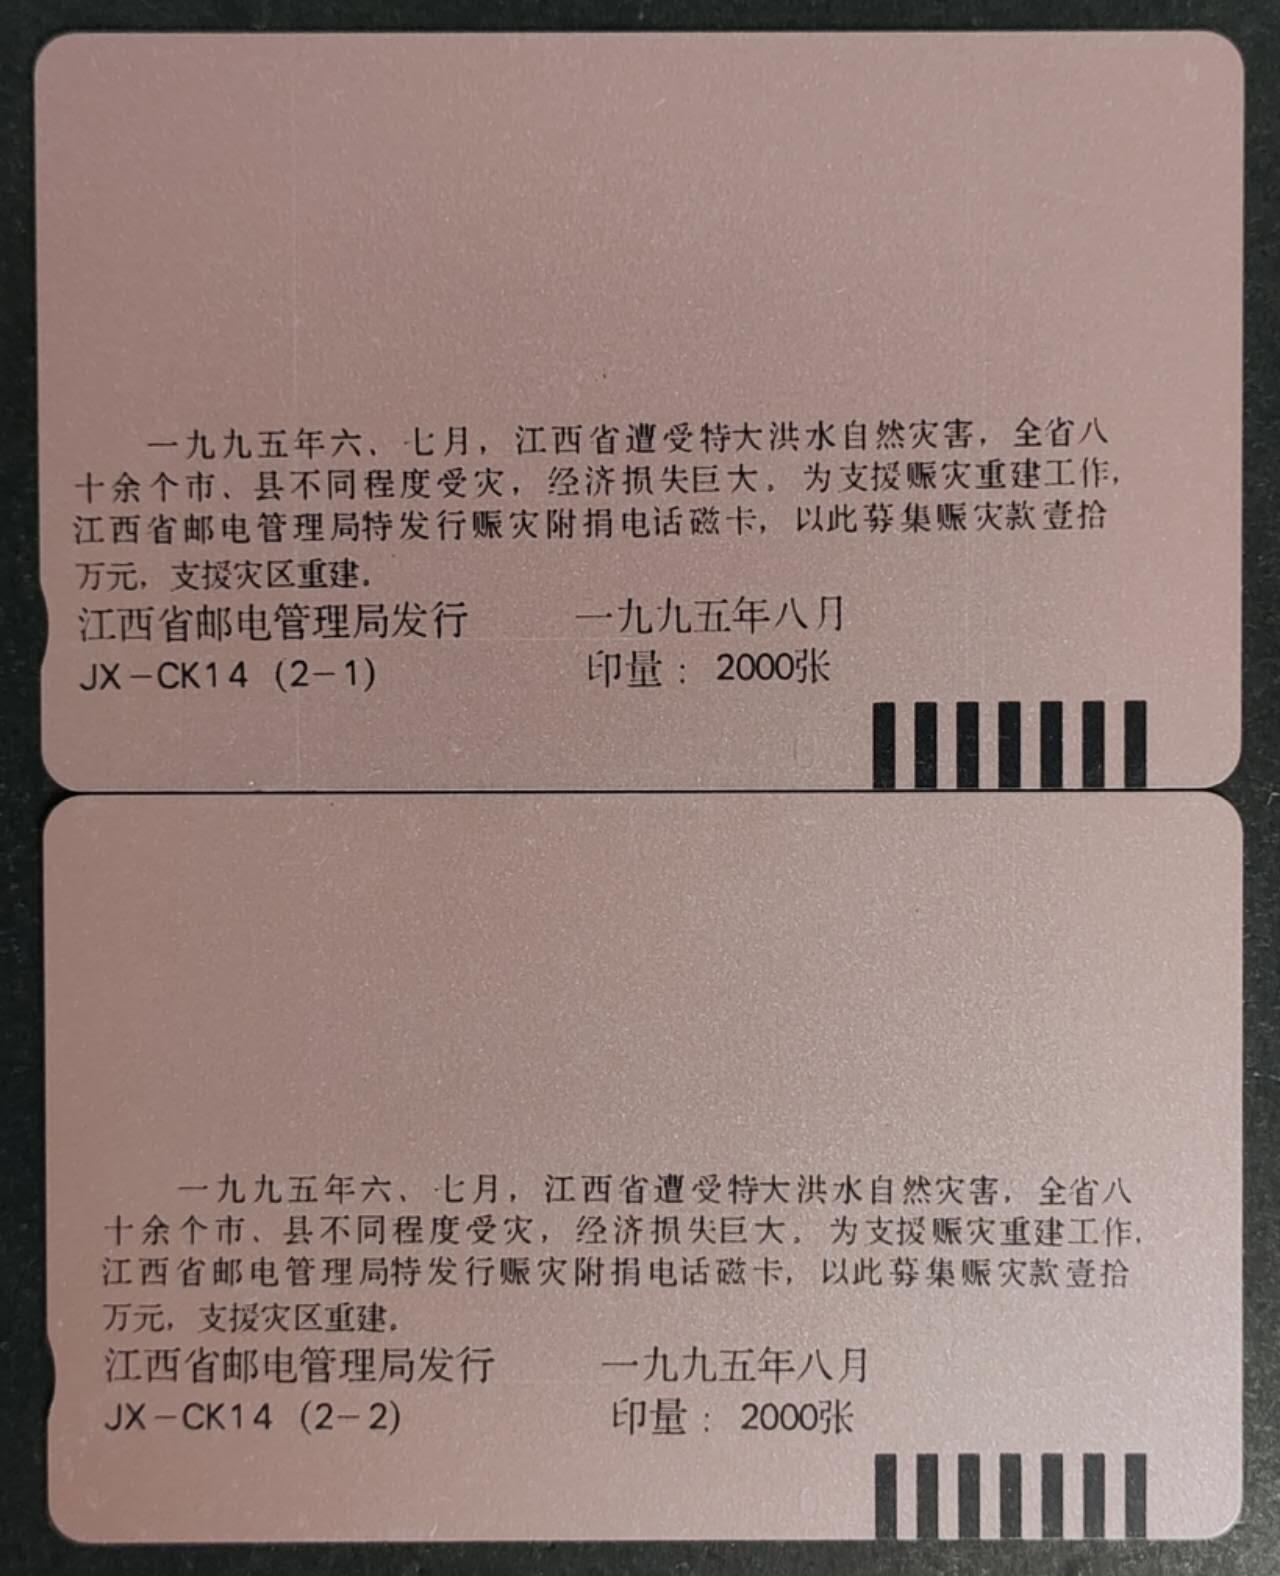 一九九五年六、七月，江西省遭受特大洪水自然灾害，全省八
十余个市、县不同程度受灾，经济损失巨大，为支援赈灾重建工作，
江西省邮电管理局特发行赈灾附捐电话磁卡，以此募集赈灾款壹拾
万元，支援灾区重建。
江西省邮电管理局发行 一九九五年八月
JX-CK14 (2-1) 印量：2000张
一九九五年六、七月，江西省遭受特大洪水自然灾害，全省八
十余个市、县不同程度受灾，经济损失巨大，为支援赈灾重建工作，
江西省邮电管理局特发行赈灾附捐电话磁卡，以此募集赈灾款壹拾
万元，支援灾区重建。
江西省邮电管理局发行 一九九五年八月
JX-CK14 (2-2) 印量：2000张